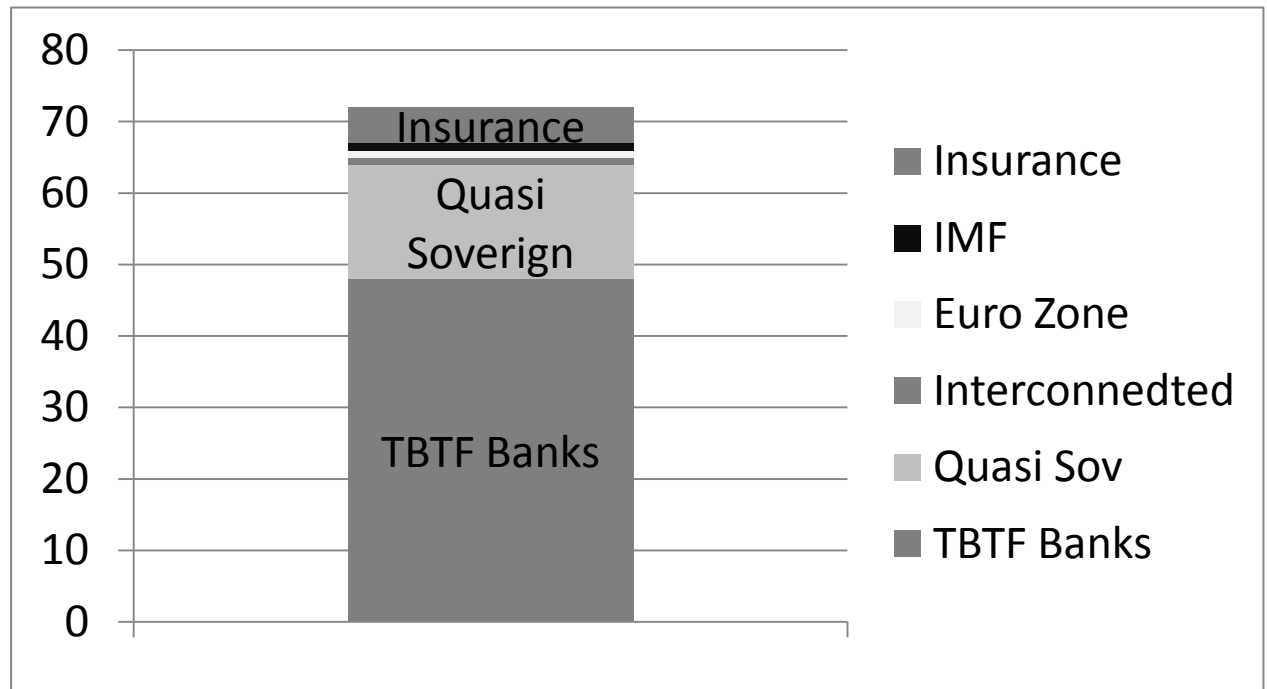 80
70
60
50
40
30
20
10
0
Insurance
Quasi
Soverign
TBTF Banks
Insurance
IMF
Euro Zone
Interconnedted
Quasi Sov
TBTF Banks